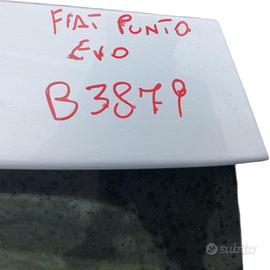 FIAT PUNTO
EVO
B3879
subito